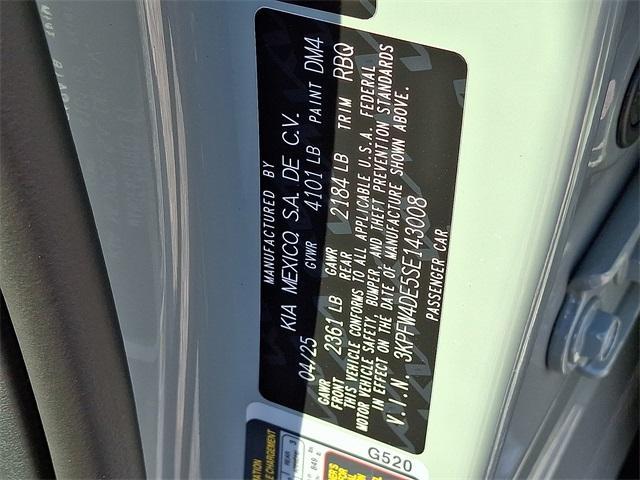 MANUFACTURED BY
04/25 KIA MEXICO, S.A. DE C.V.
GVWR 4101 LB PAINT DM4
GAWR FRONT 2361 LB GAWR REAR 2184 LB TRIM RBQ
THIS VEHICLE CONFORMS TO ALL APPLICABLE U.S.A. FEDERAL
MOTOR VEHICLE SAFETY, BUMPER, AND THEFT PREVENTION STANDARDS
IN EFFECT ON THE DATE OF MANUFACTURE SHOWN ABOVE.
V.I.N. 3KPFW4DE5SE143008
PASSENGER CAR
REAR 3
G520